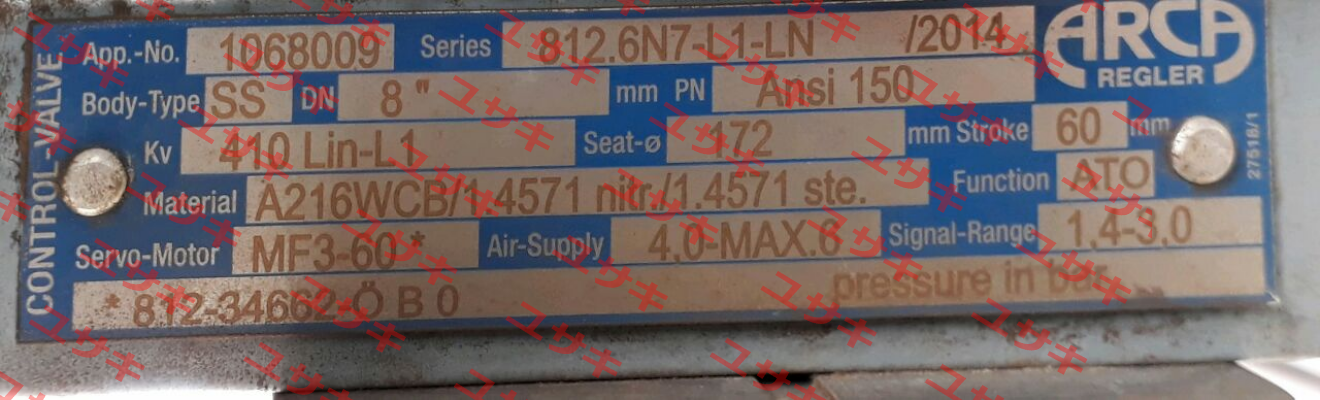 CONTROL-VALVE
App.-No. 1068009 Series 812.6N7-L1-LN /2014
ARCA
REGLER
Body-Type SS DN 8" mm PN Ansi 150
Kv 410 Lin-L1 Seat-ø 172 mm Stroke 60 mm
Material A216WCB/1.4571 nitr./1.4571 ste. Function ATO
Servo-Motor MF3-60* Air-Supply 4,0-MAX.6 Signal-Range 1,4-3,0
* 812-34662-Ö B 0 pressure in bar
27518/1
ユサキ